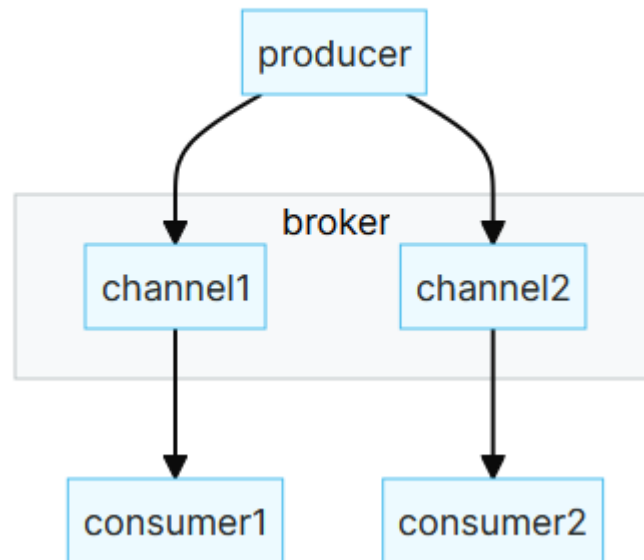 producer
broker
channel1
channel2
consumer1
consumer2